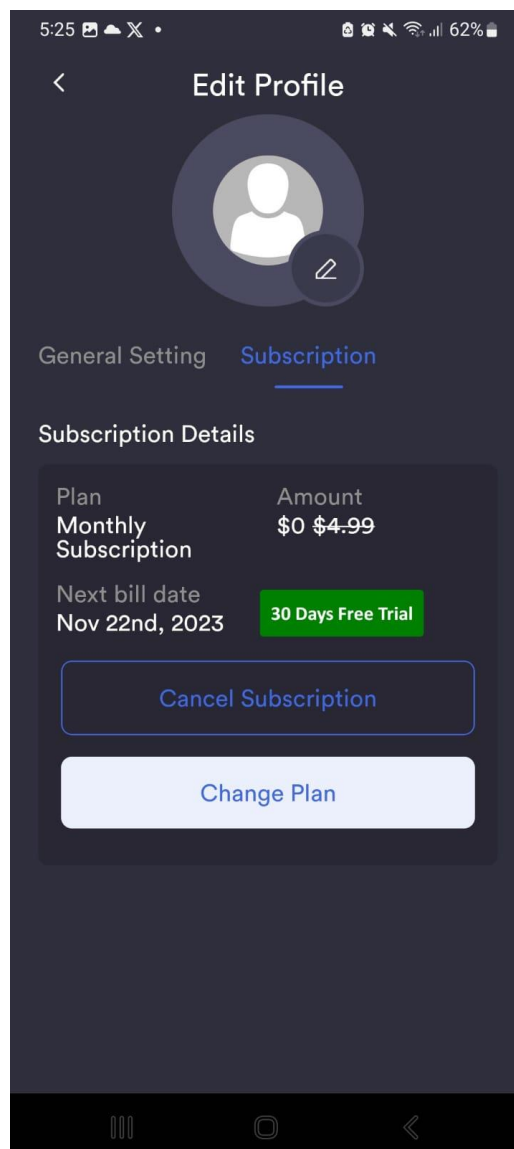 5:25
62%
Edit Profile
General Setting Subscription
Subscription Details
Plan Amount
Monthly Subscription $0 $4.99
Next bill date
Nov 22nd, 2023 30 Days Free Trial
Cancel Subscription
Change Plan